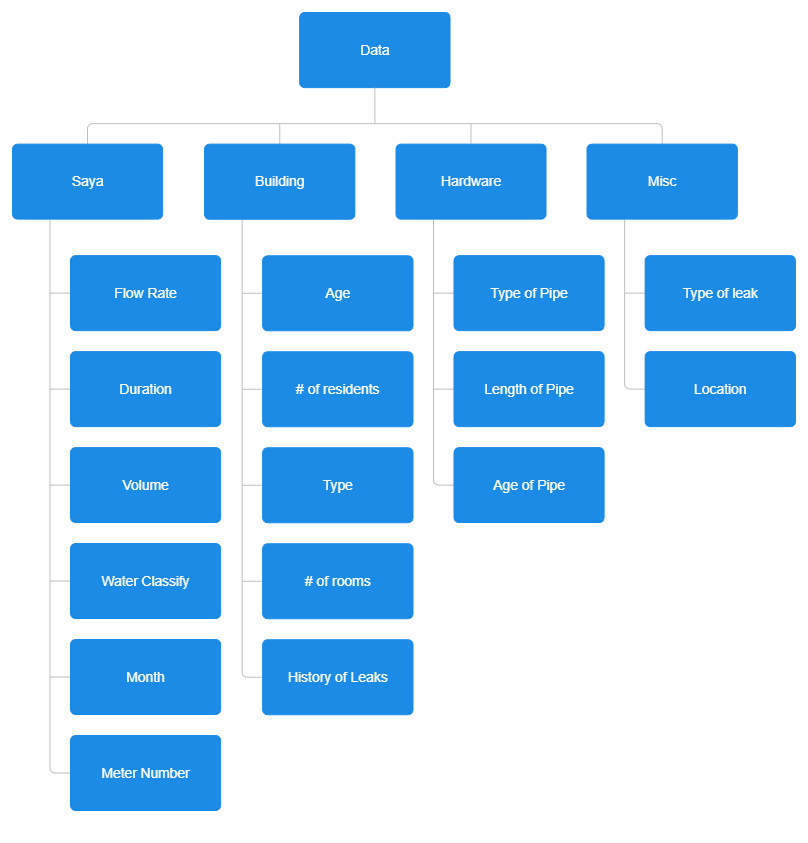 Data
Saya
Building
Hardware
Misc
Flow Rate
Age
Type of Pipe
Type of leak
Duration
# of residents
Length of Pipe
Location
Volume
Type
Age of Pipe
Water Classify
# of rooms
Month
History of Leaks
Meter Number